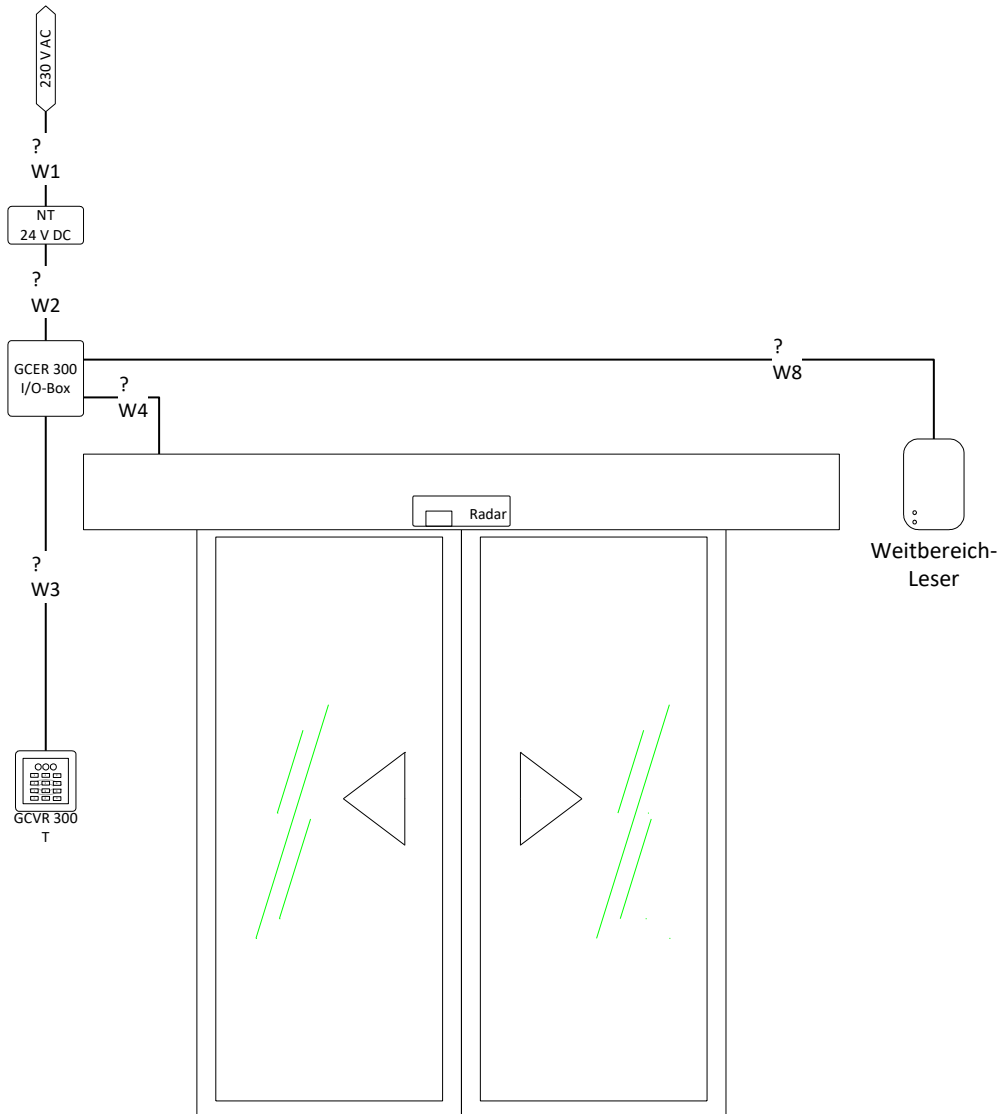 230 V AC
?
W1
NT
24 V DC
?
W2
GCER 300
I/O-Box
?
W4
?
W8
Radar
Weitbereich-
Leser
?
W3
GCVR 300
T